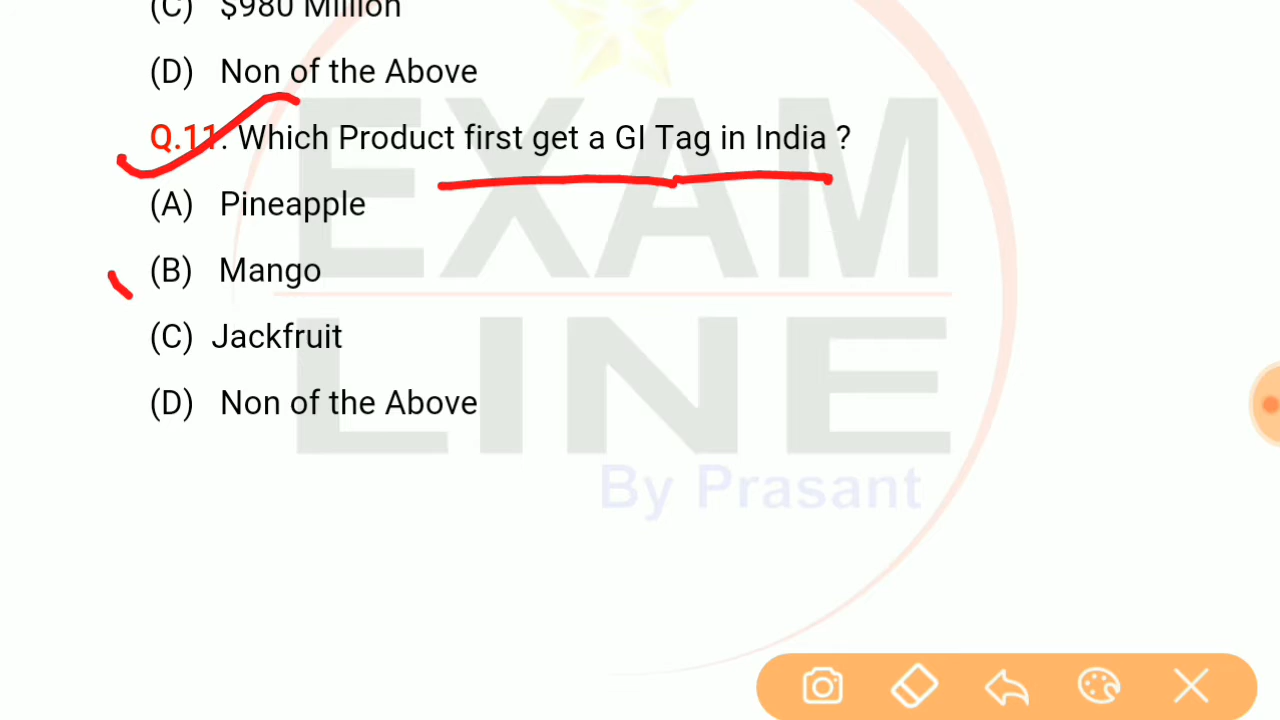 (C) $980 Million
(D) Non of the Above
Q.11. Which Product first get a GI Tag in India ?
(A) Pineapple
(B) Mango
(C) Jackfruit
(D) Non of the Above
EXAM
LINE
By Prasant